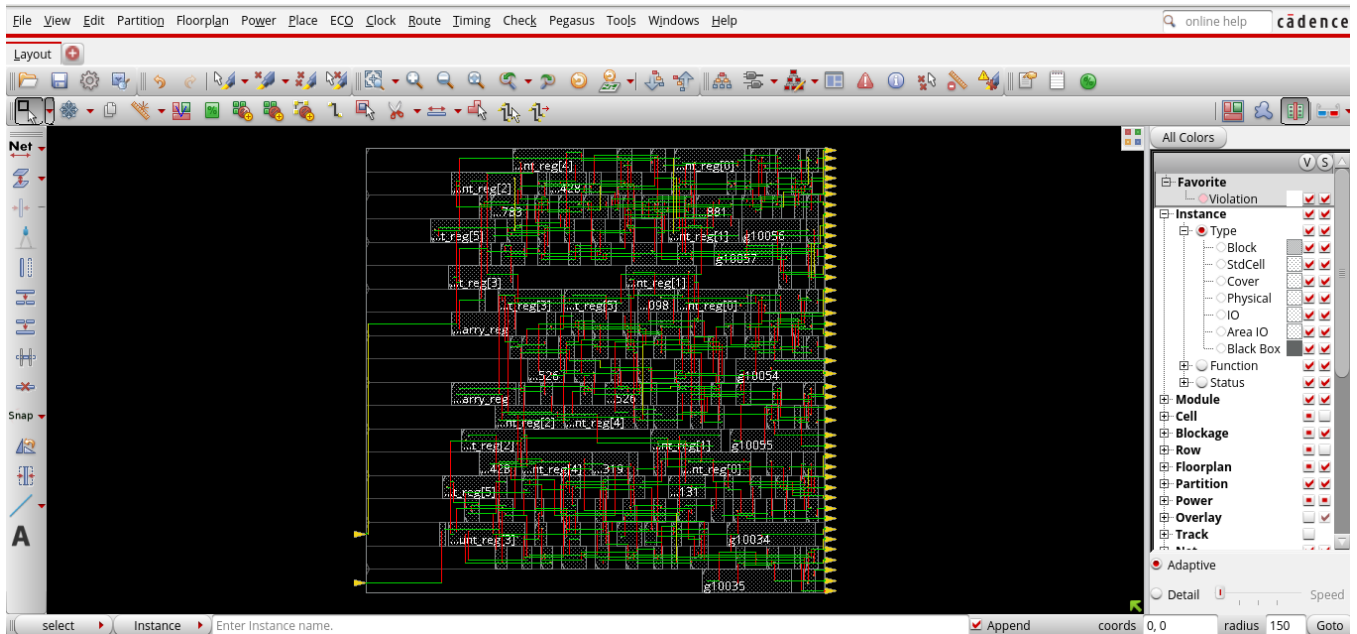 File View Edit Partition Floorplan Power Place ECO Clock Route Timing Check Pegasus Tools Windows Help
online help
cādence
Layout
All Colors
V S
Net
Snap
A
Favorite
Violation
Instance
Type
Block
StdCell
Cover
Physical
IO
Area IO
Black Box
Function
Status
Module
Cell
Blockage
Row
Floorplan
Partition
Power
Overlay
Track
Adaptive
Detail Speed
...nt_reg[4] ...nt_reg[0]
...nt_reg[2] ...428
...783 ...881
...t_reg[5] ...nt_reg[1] g10056
g10057
...t_reg[3] ...nt_reg[1]
...t_reg[3] ...t_reg[5] ...098 ...nt_reg[0]
...arry_reg
...526 g10054
...arry_reg ...526
...nt_reg[2] ...nt_reg[4]
...t_reg[2] ...nt_reg[1] g10055
...428 ...nt_reg[4] ...319 ...nt_reg[0]
...t_reg[5] ...131
...unt_reg[3] g10034
g10035
select Instance Enter Instance name. Append coords 0, 0 radius 150 Goto